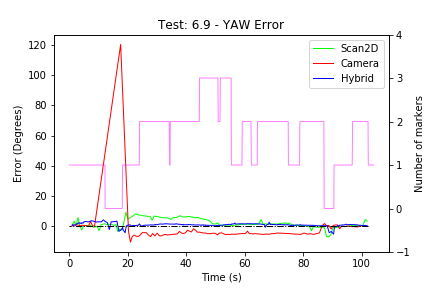 Test: 6.9 - YAW Error
Error (Degrees)
120
100
80
60
40
20
0
Scan2D
Camera
Hybrid
4
3
2
1
0
−1
Number of markers
0
20
40
60
80
100
Time (s)